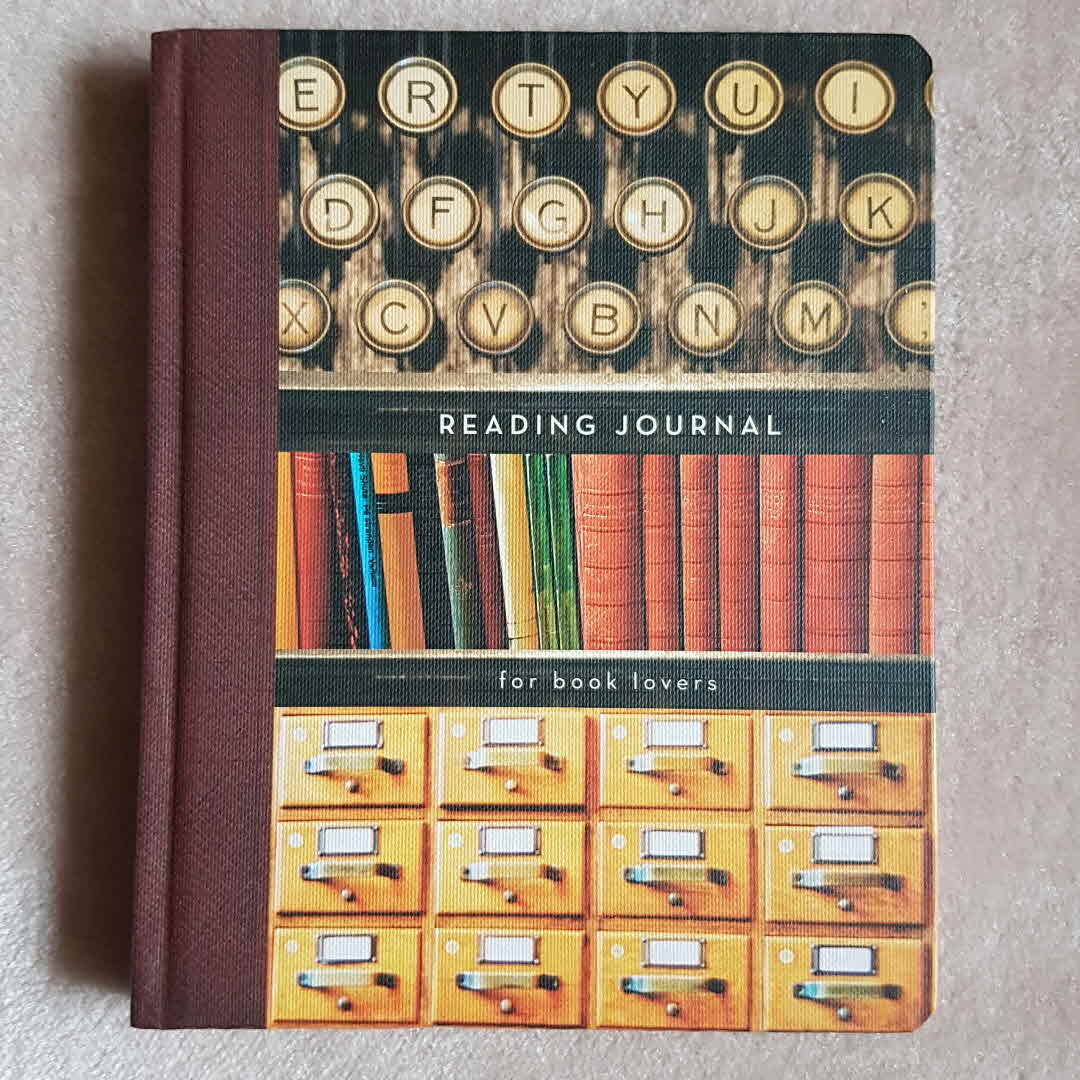 E R T Y U I
D F G H J K
X C V B N M ;
READING JOURNAL
for book lovers